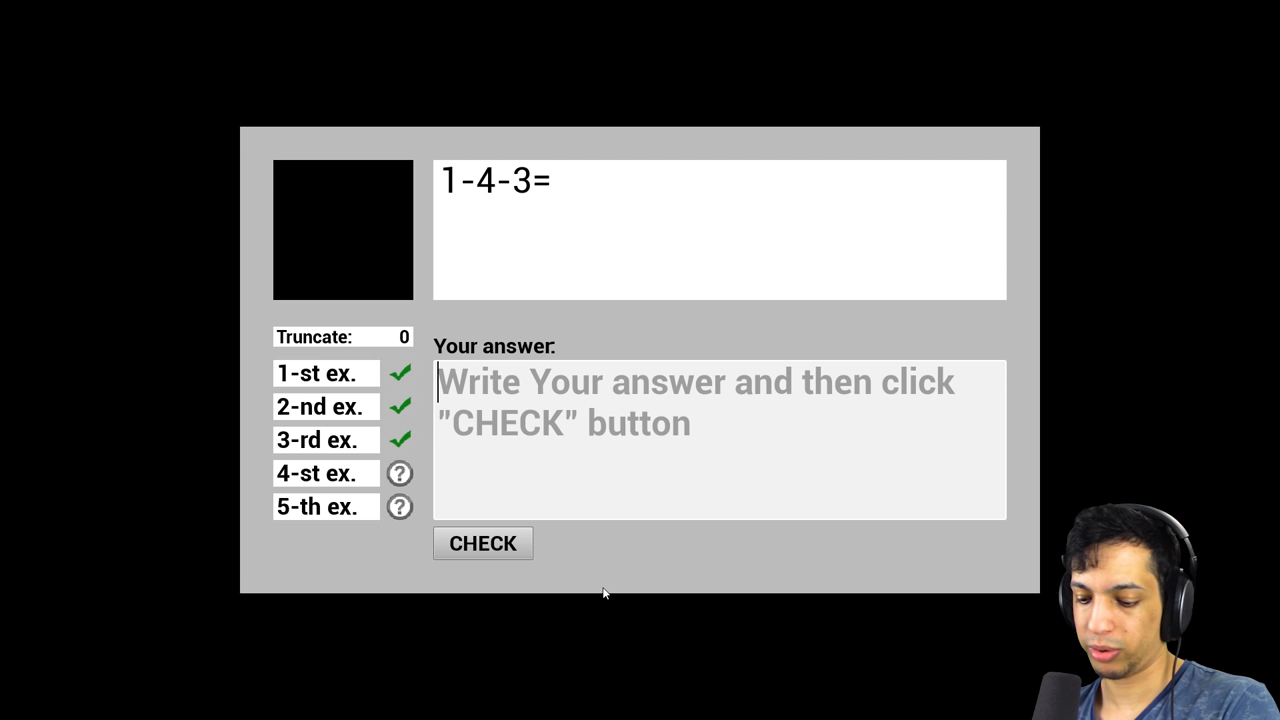 1-4-3=
Truncate: 0
Your answer:
1-st ex.
Write Your answer and then click
"CHECK" button
2-nd ex.
3-rd ex.
4-st ex. ?
5-th ex. ?
CHECK